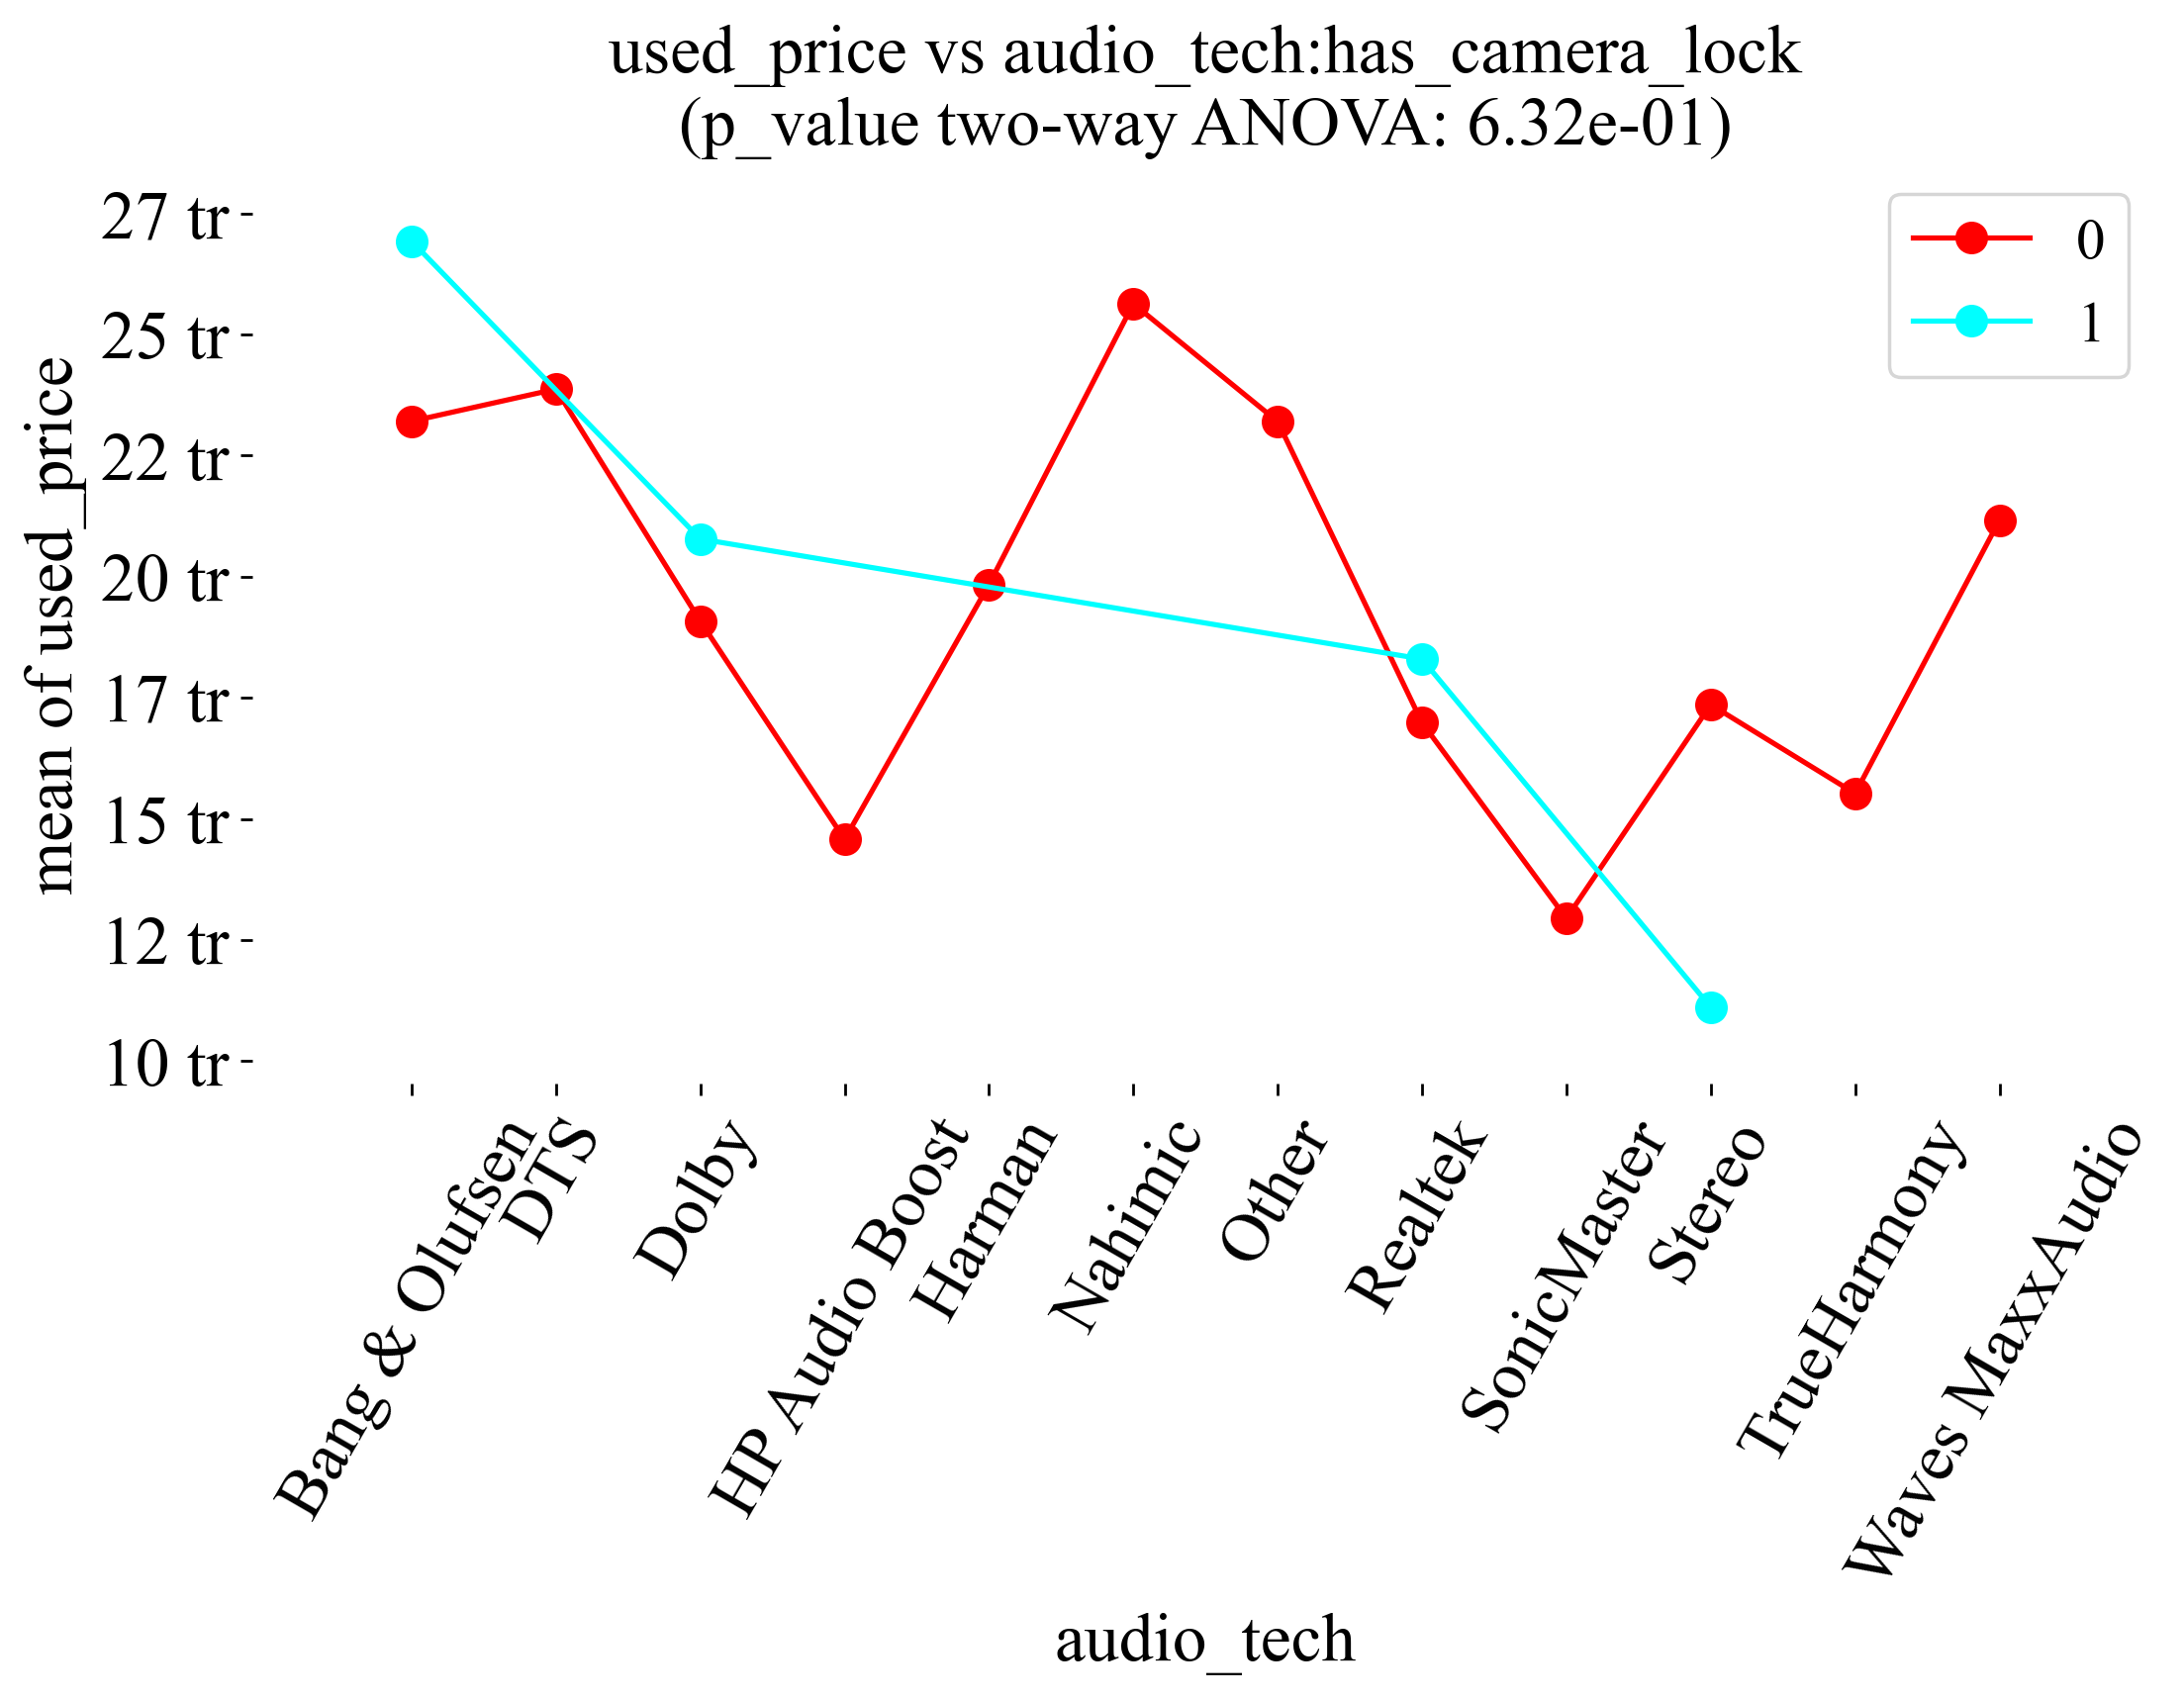 used_price vs audio_tech:has_camera_lock
(p_value two-way ANOVA: 6.32e-01)
0
1
mean of used_price
27 tr
25 tr
22 tr
20 tr
17 tr
15 tr
12 tr
10 tr
Bang & Olufsen
DTS
Dolby
HP Audio Boost
Harman
Nahimic
Other
Realtek
SonicMaster
Stereo
TrueHarmony
Waves MaxxAudio
audio_tech